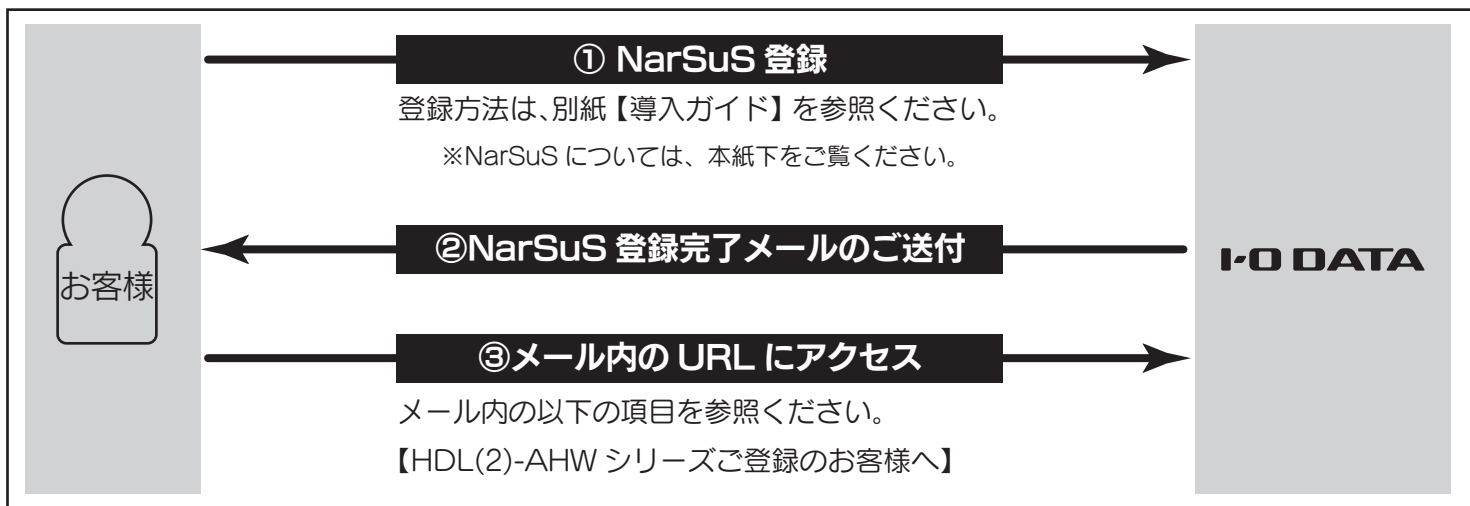 ① NarSuS 登録
登録方法は、別紙【導入ガイド】を参照ください。
※NarSuS については、本紙下をご覧ください。
②NarSuS 登録完了メールのご送付
お客様
I-O DATA
③メール内の URL にアクセス
メール内の以下の項目を参照ください。
【HDL(2)-AHW シリーズご登録のお客様へ】